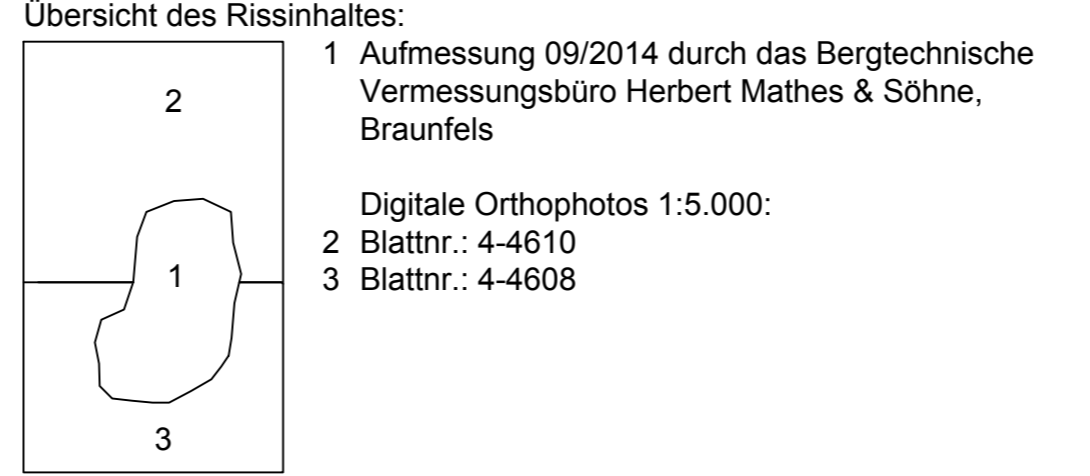 Übersicht des Rissinhaltes:
2
1
3
1 Aufmessung 09/2014 durch das Bergtechnische
Vermessungsbüro Herbert Mathes & Söhne,
Braunfels
Digitale Orthophotos 1:5.000:
2 Blattnr.: 4-4610
3 Blattnr.: 4-4608